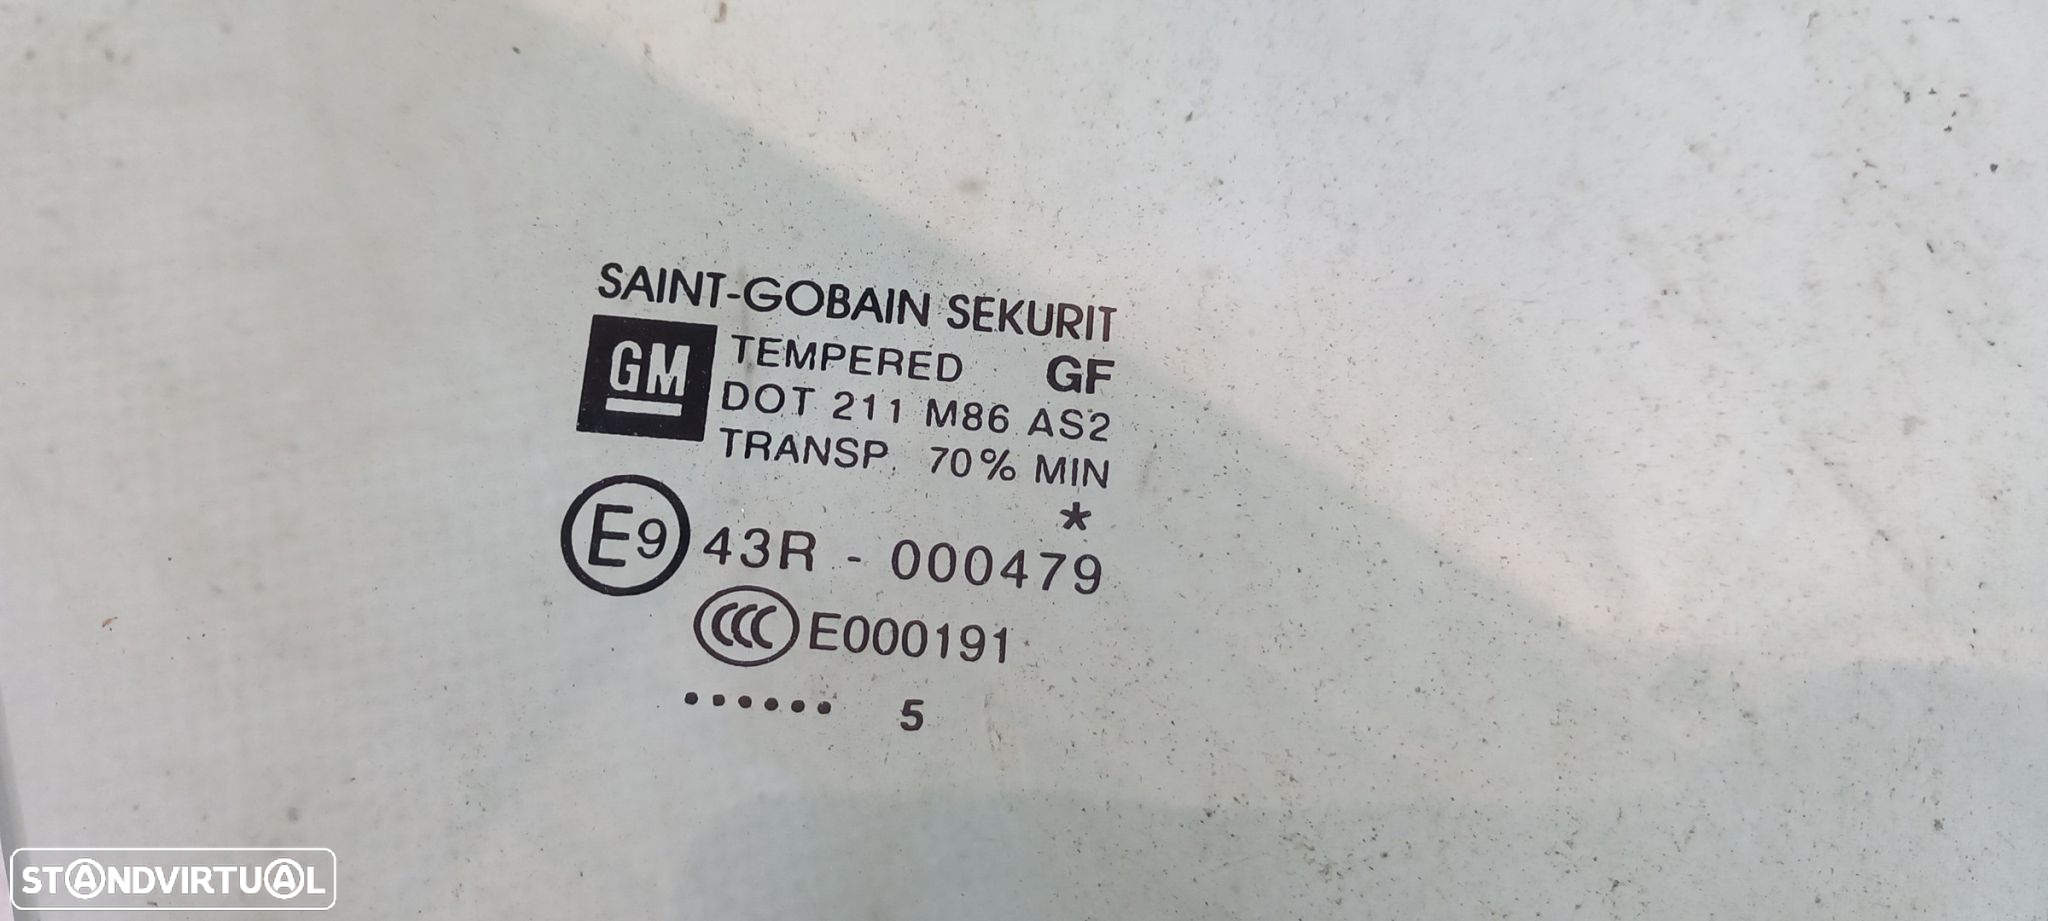 SAINT-GOBAIN SEKURIT
GM
TEMPERED GF
DOT 211 M86 AS2
TRANSP. 70% MIN
*
E9 43R - 000479
CCC E000191
...... 5
STANDVIRTUAL